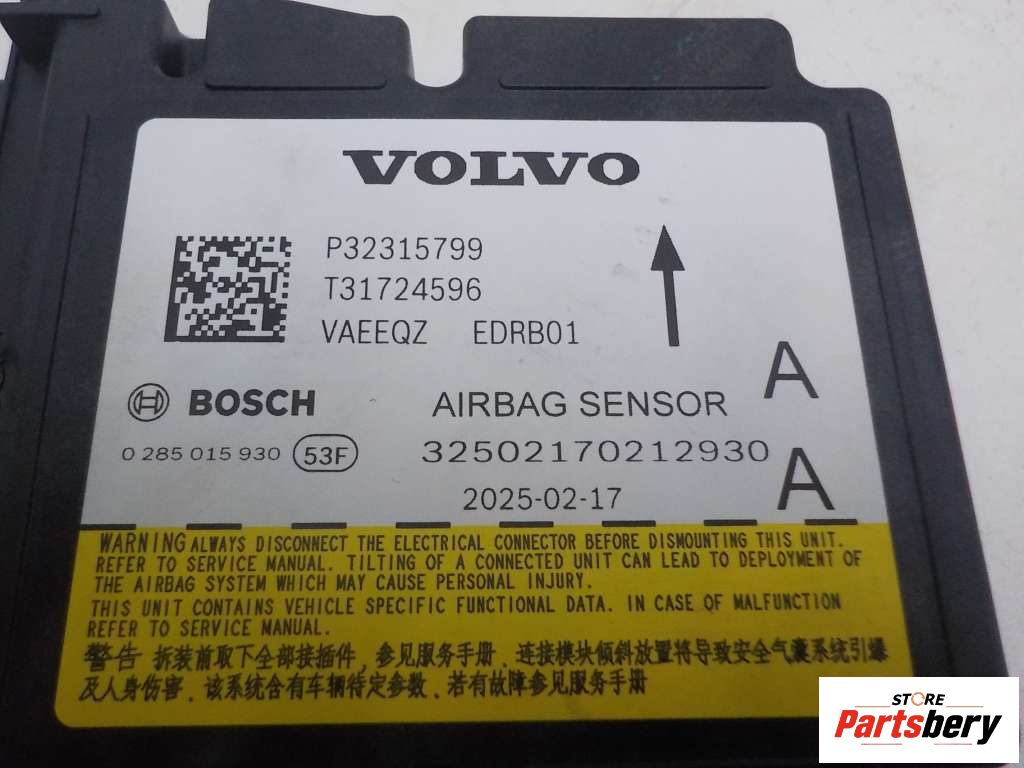 VOLVO
P32315799
T31724596
VAEEQZ EDRB01
A
BOSCH AIRBAG SENSOR
0 285 015 930 53F 32502170212930
A
2025-02-17
WARNING ALWAYS DISCONNECT THE ELECTRICAL CONNECTOR BEFORE DISMOUNTING THIS UNIT.
REFER TO SERVICE MANUAL. TILTING OF A CONNECTED UNIT CAN LEAD TO DEPLOYMENT OF
THE AIRBAG SYSTEM WHICH MAY CAUSE PERSONAL INJURY.
THIS UNIT CONTAINS VEHICLE SPECIFIC FUNCTIONAL DATA. IN CASE OF MALFUNCTION
REFER TO SERVICE MANUAL.
警告 拆装前取下全部接插件，参见服务手册．连接模块倾斜放置将导致安全气囊系统引爆
及人身伤害．该系统含有车辆特定参数．若有故障参见服务手册
STORE
Partsbery